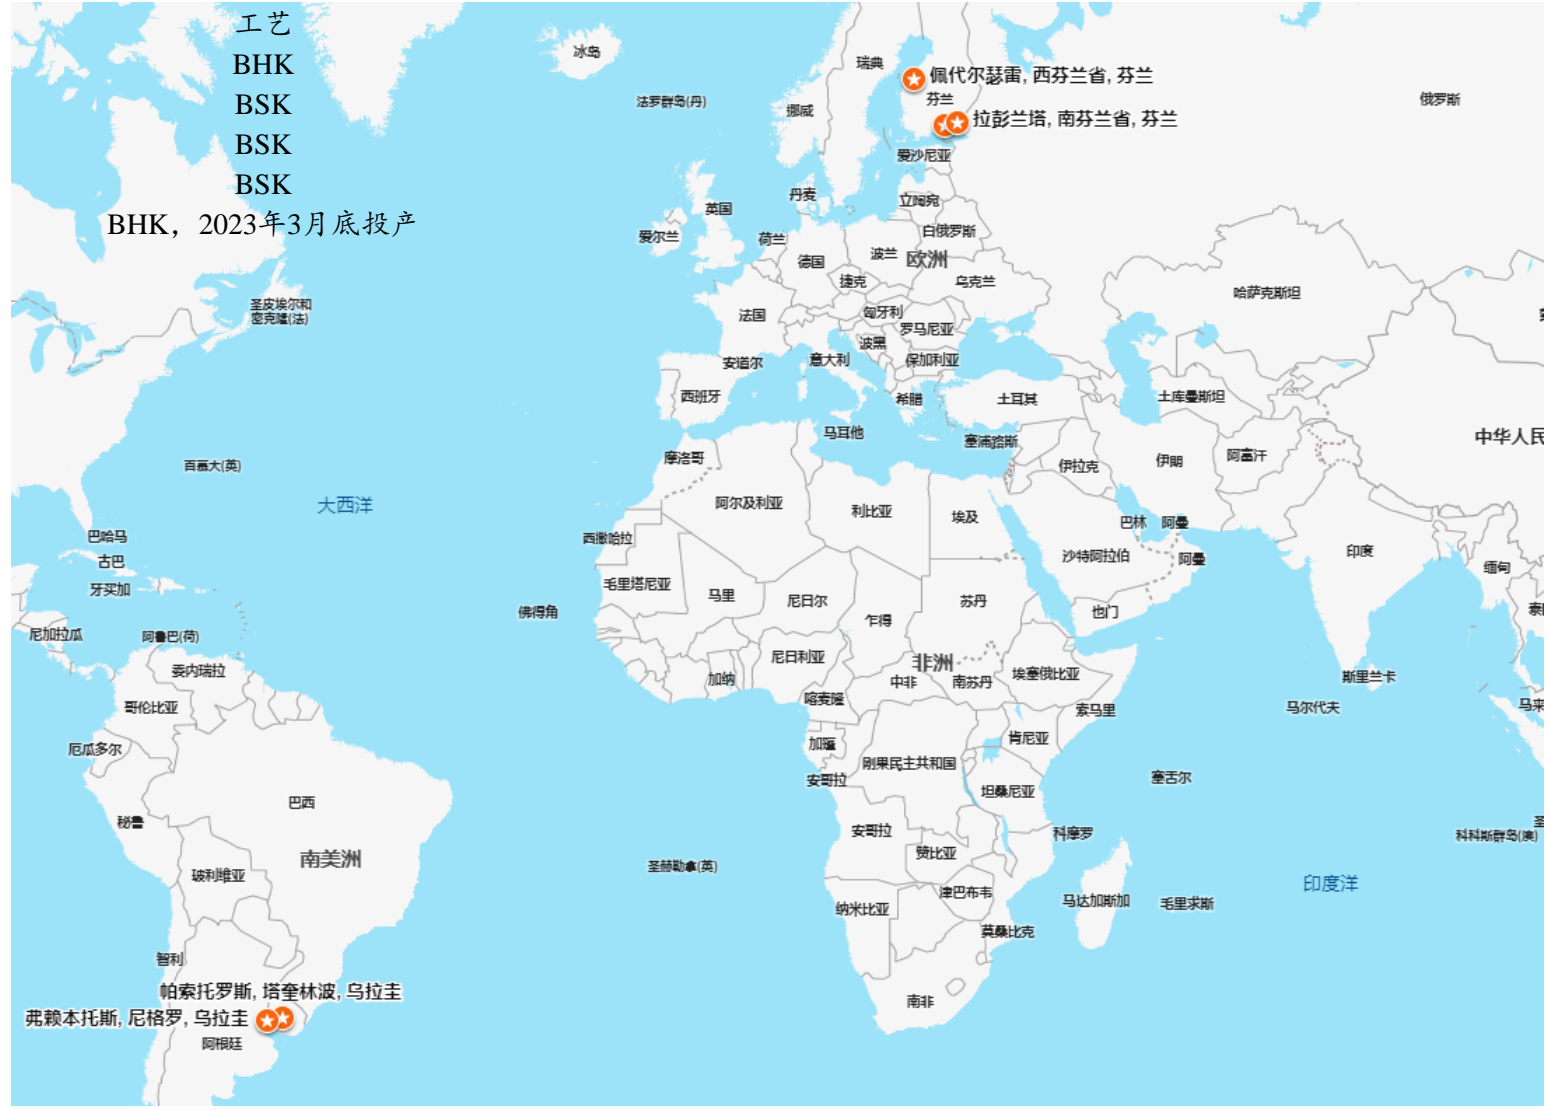 工艺
BHK
BSK
BSK
BSK
BHK，2023年3月底投产
冰岛
瑞典
佩代尔瑟雷, 西芬兰省, 芬兰
芬兰
法罗群岛(丹)
挪威
俄罗斯
拉彭兰塔, 南芬兰省, 芬兰
爱沙尼亚
丹麦
立陶宛
英国
爱尔兰
荷兰
白俄罗斯
波兰
欧洲
德国
捷克
乌克兰
哈萨克斯坦
圣皮埃尔和
密克隆(法)
法国
匈牙利
罗马尼亚
波黑
安道尔
意大利
保加利亚
西班牙
希腊
土耳其
土库曼斯坦
马耳他
塞浦路斯
中华人民
摩洛哥
伊拉克
伊朗
阿富汗
百慕大(英)
大西洋
阿尔及利亚
利比亚
埃及
巴林
阿曼
巴哈马
西撒哈拉
印度
古巴
沙特阿拉伯
阿曼
缅甸
牙买加
毛里塔尼亚
马里
尼日尔
苏丹
佛得角
乍得
也门
泰
尼加拉瓜
阿鲁巴(荷)
委内瑞拉
尼日利亚
非洲
加纳
中非
南苏丹
埃塞俄比亚
斯里兰卡
哥伦比亚
喀麦隆
索马里
马尔代夫
马来
厄瓜多尔
加蓬
肯尼亚
刚果民主共和国
安哥拉
塞舌尔
坦桑尼亚
巴西
秘鲁
安哥拉
科摩罗
圣
科科斯群岛(澳)
南美洲
赞比亚
圣赫勒拿(英)
玻利维亚
印度洋
津巴布韦
纳米比亚
马达加斯加
毛里求斯
莫桑比克
智利
帕索托罗斯, 塔奎林波, 乌拉圭
南非
弗赖本托斯, 尼格罗, 乌拉圭
阿根廷